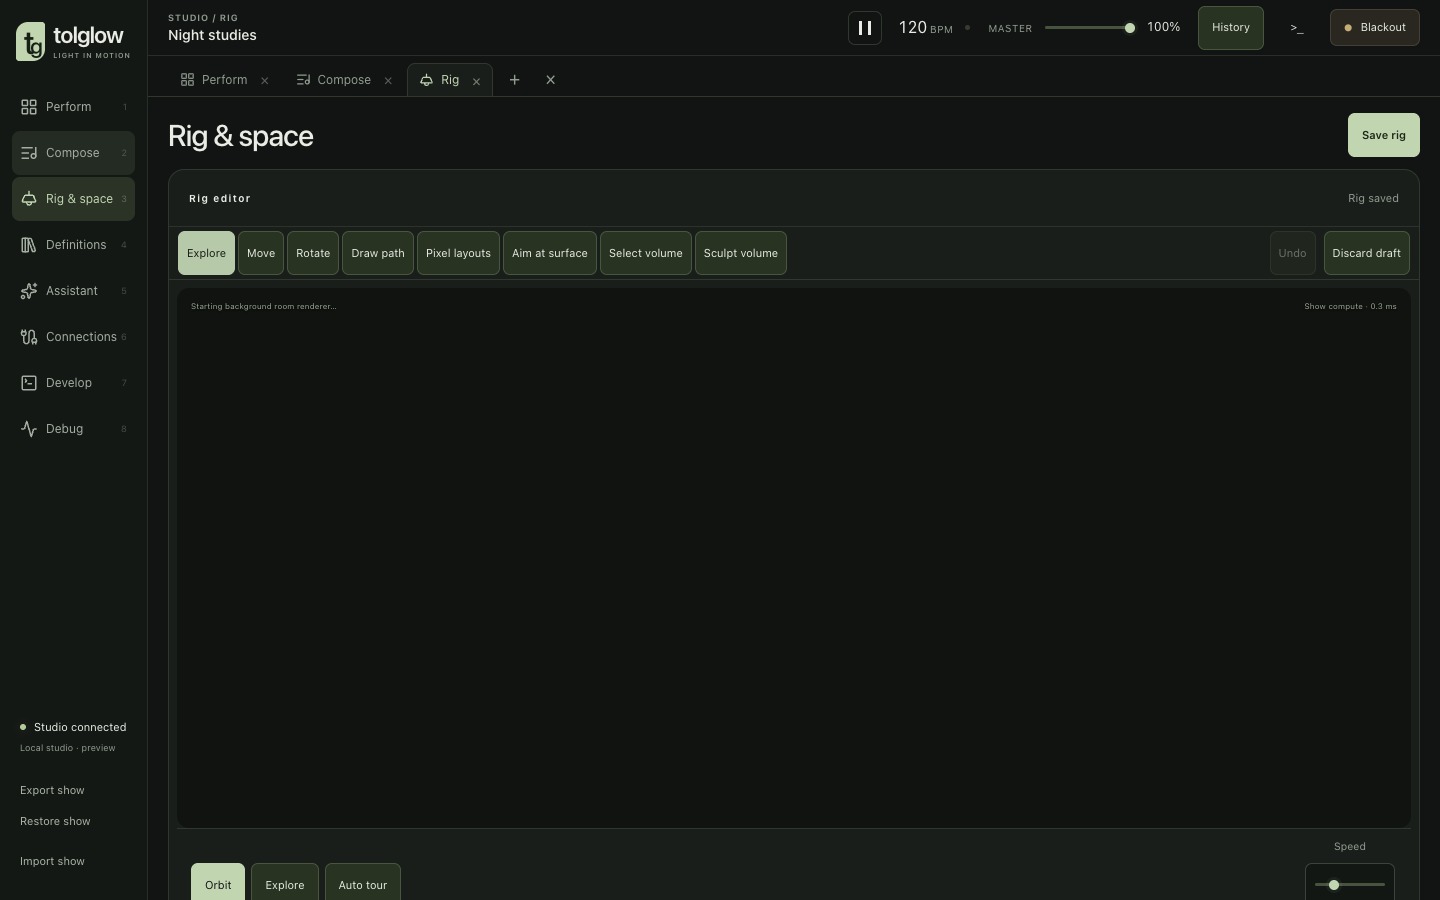 tg tolglow
LIGHT IN MOTION
STUDIO / RIG
Night studies
120 BPM
MASTER
100%
History
>_
Blackout
Perform
Compose
Rig
Perform 1
Compose 2
Rig & space 3
Definitions 4
Assistant 5
Connections 6
Develop 7
Debug 8
Studio connected
Local studio · preview
Export show
Restore show
Import show
Rig & space
Save rig
Rig editor
Rig saved
Explore
Move
Rotate
Draw path
Pixel layouts
Aim at surface
Select volume
Sculpt volume
Undo
Discard draft
Starting background room renderer...
Show compute · 0.3 ms
Speed
Orbit
Explore
Auto tour